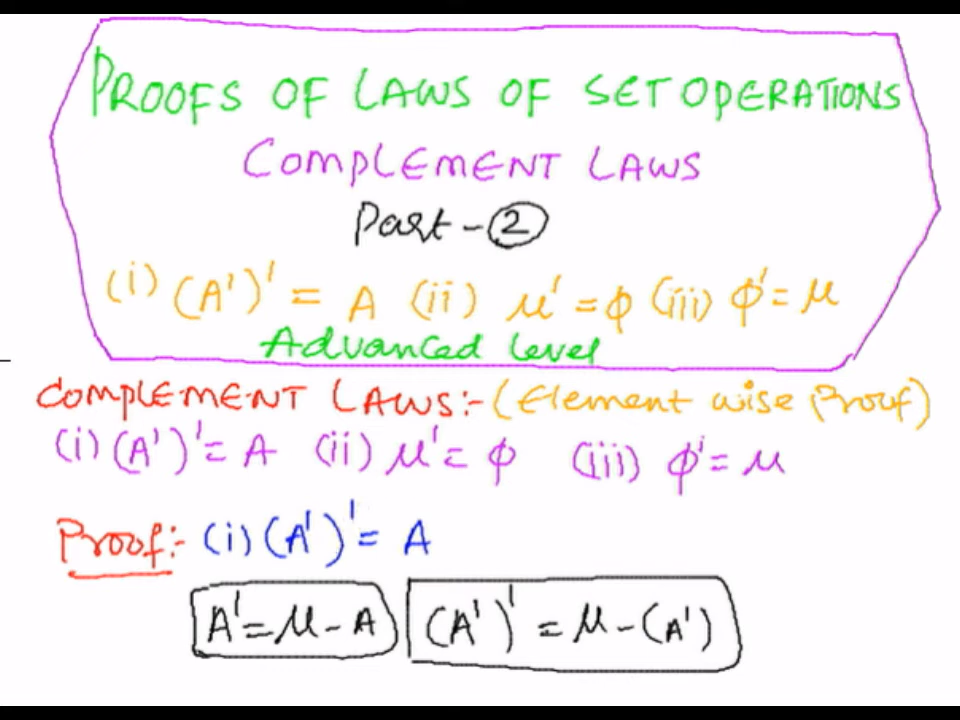 PROOFS OF LAWS OF SET OPERATIONS
COMPLEMENT LAWS
Part - ②
(i) (A')' = A (ii) μ' = φ (iii) φ' = μ
Advanced level
COMPLEMENT LAWS:- (Element wise Proof)
(i) (A')' = A (ii) μ' = φ (iii) φ' = μ
Proof:- (i) (A')' = A
A' = μ - A (A')' = μ - (A')